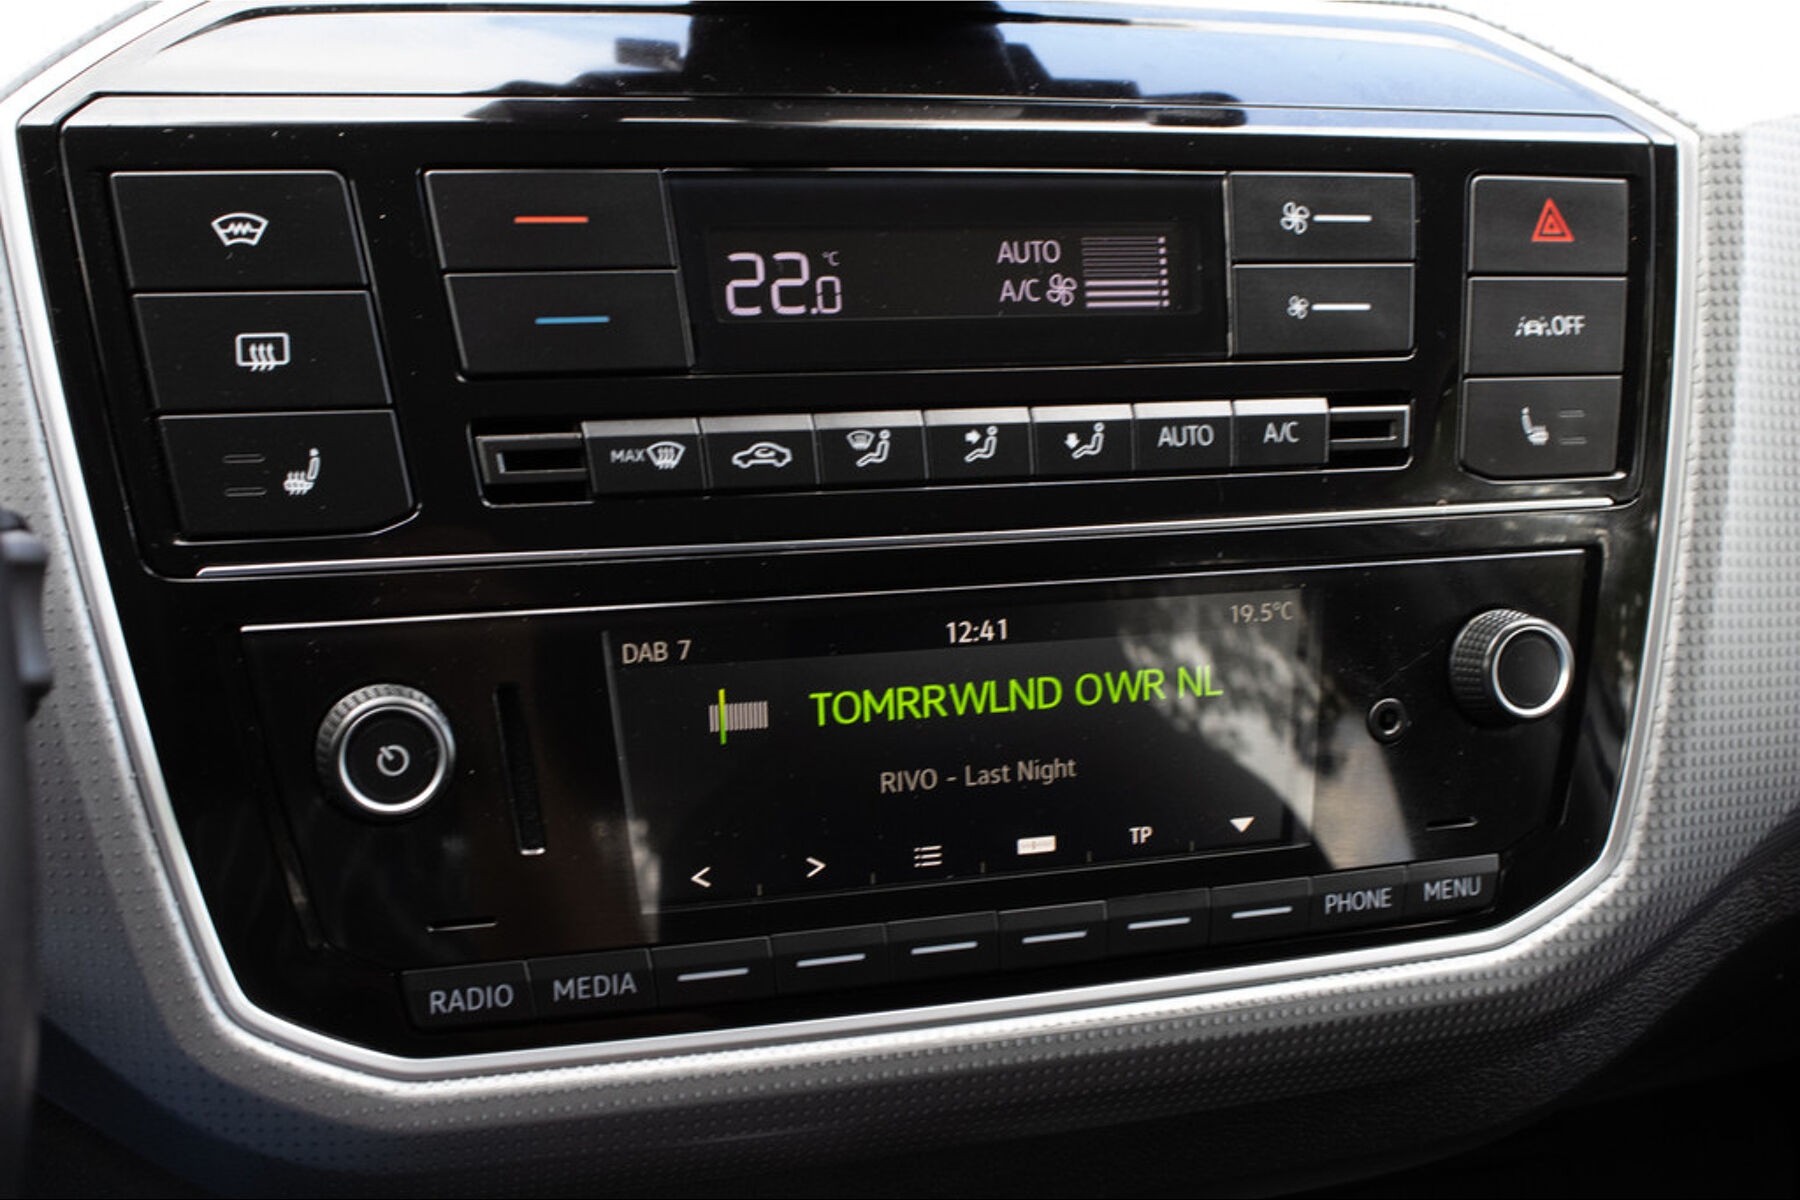 22.0 °C
AUTO
A/C
OFF
MAX
AUTO
A/C
DAB 7
12:41
19.5°C
TOMRRWLND OWR NL
RIVO - Last Night
< > TP
RADIO
MEDIA
PHONE
MENU